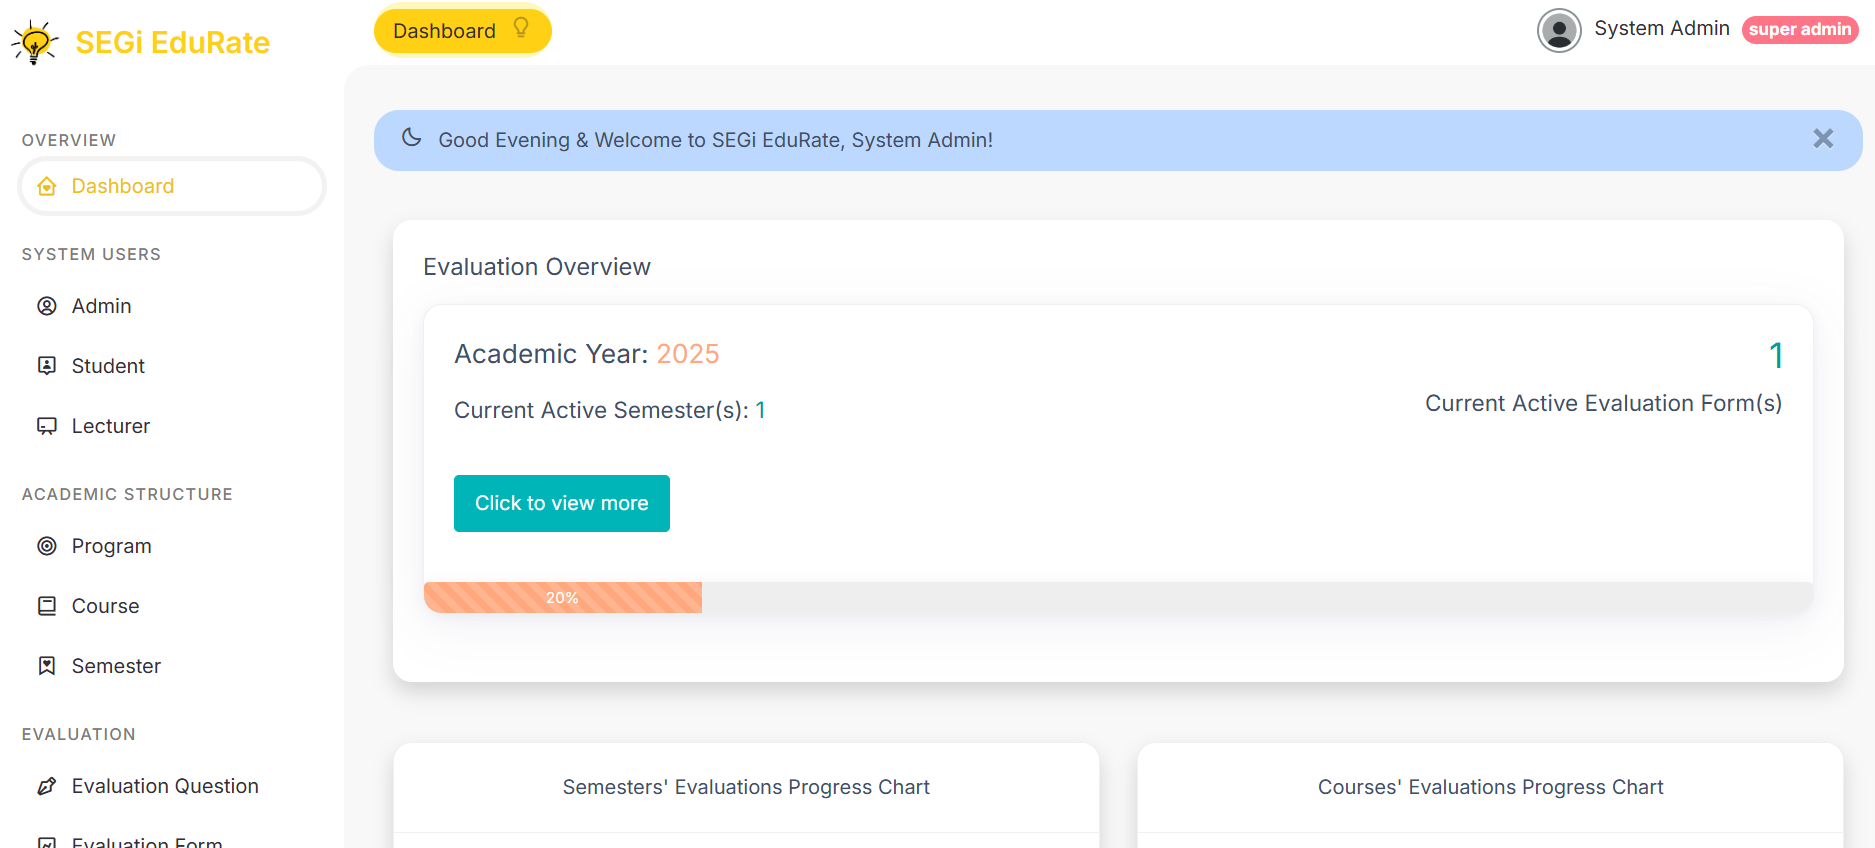 SEGi EduRate
Dashboard
System Admin super admin
OVERVIEW
Dashboard
SYSTEM USERS
Admin
Student
Lecturer
ACADEMIC STRUCTURE
Program
Course
Semester
EVALUATION
Evaluation Question
Evaluation Form
Good Evening & Welcome to SEGi EduRate, System Admin!
Evaluation Overview
Academic Year: 2025
Current Active Semester(s): 1
1
Current Active Evaluation Form(s)
Click to view more
20%
Semesters' Evaluations Progress Chart
Courses' Evaluations Progress Chart